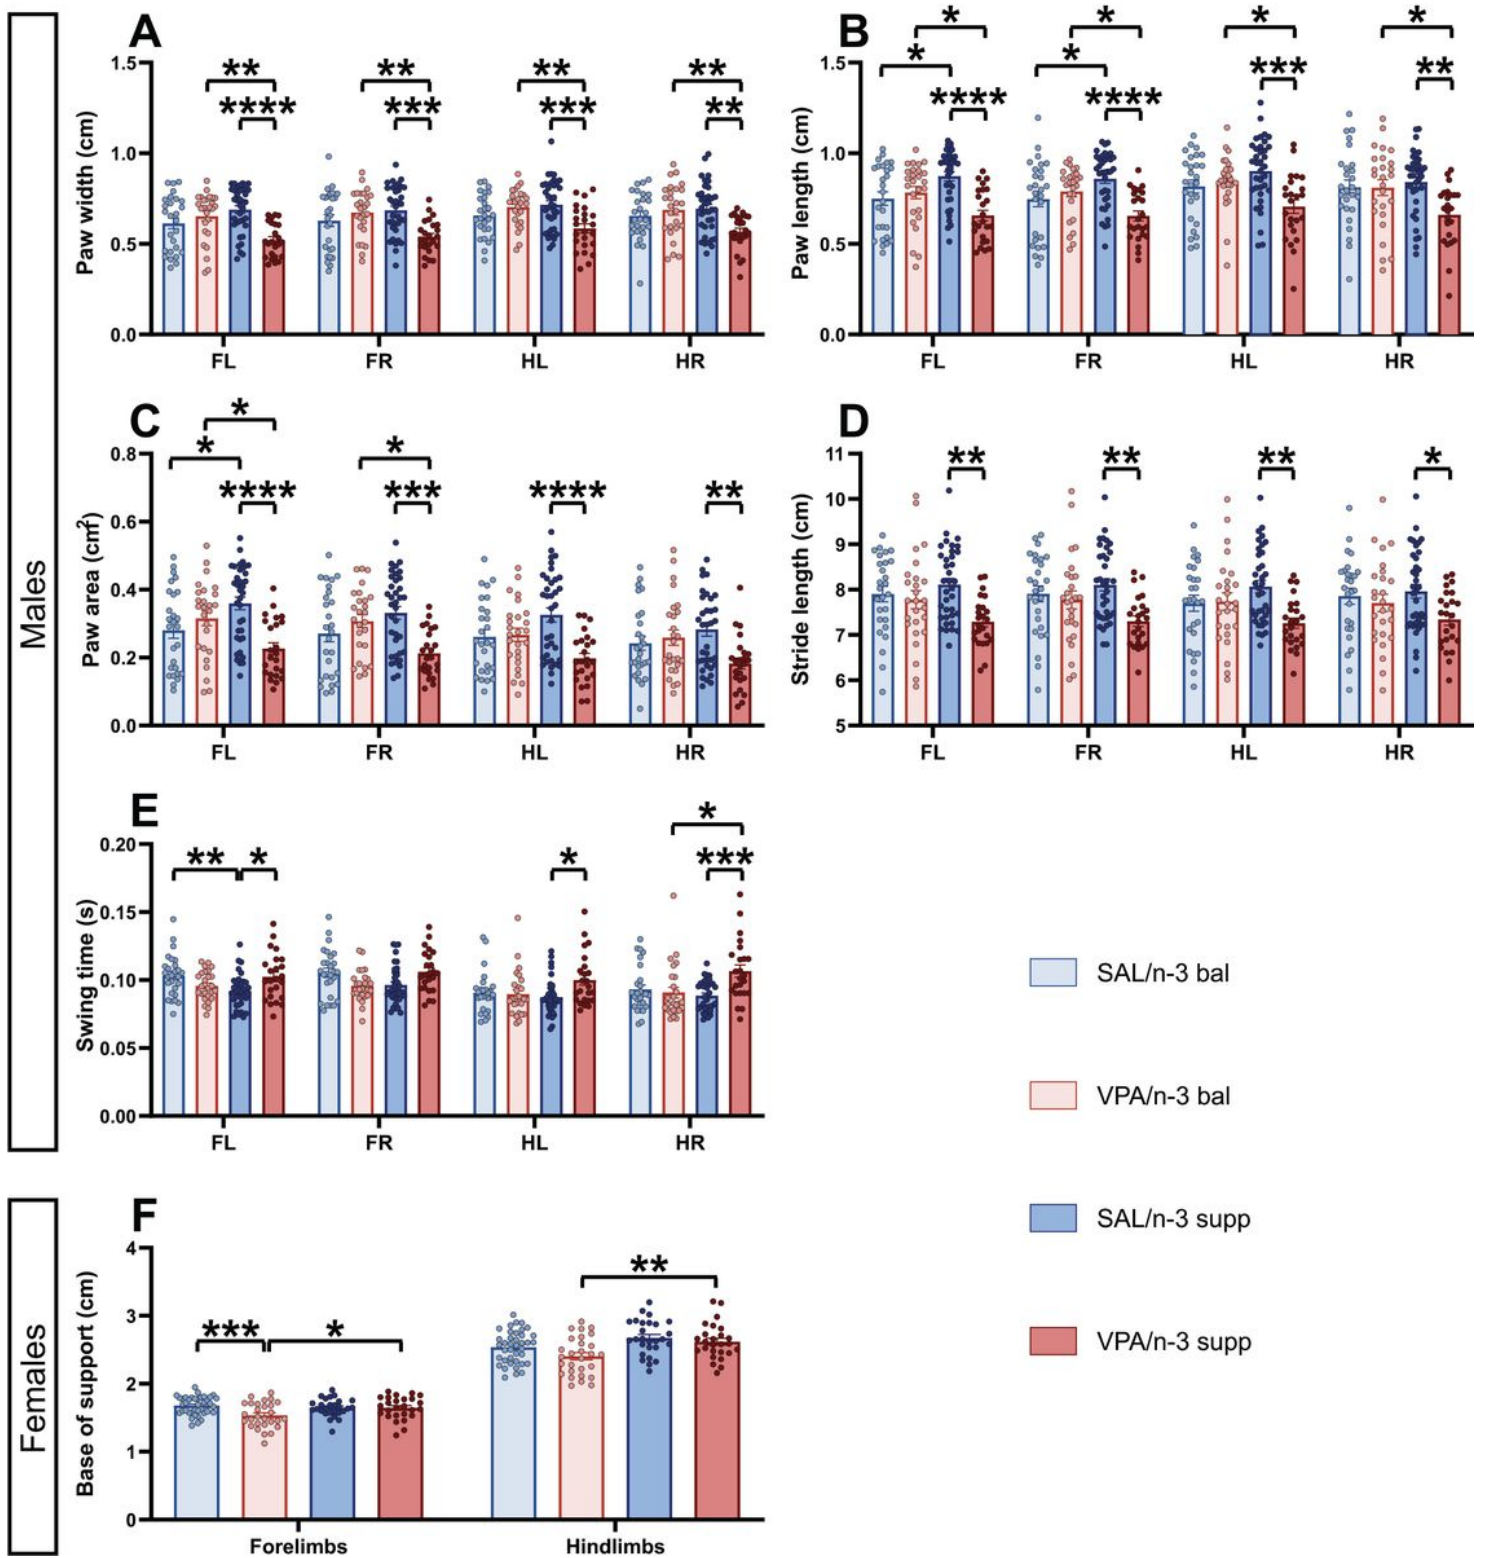 Males
A
** ** ** **
**** *** *** **
Paw width (cm)
1.5
1.0
0.5
0.0
FL FR HL HR
B
* * * *
* * *** **
**** ****
Paw length (cm)
1.5
1.0
0.5
0.0
FL FR HL HR
C
*
* *
**** *** **** **
Paw area (cm²)
0.8
0.6
0.4
0.2
0.0
FL FR HL HR
D
** ** ** *
Stride length (cm)
11
10
9
8
7
6
5
FL FR HL HR
E
*
** * * ***
Swing time (s)
0.20
0.15
0.10
0.05
0.00
FL FR HL HR
SAL/n-3 bal
VPA/n-3 bal
SAL/n-3 supp
VPA/n-3 supp
Females
F
**
*** *
Base of support (cm)
4
3
2
1
0
Forelimbs Hindlimbs